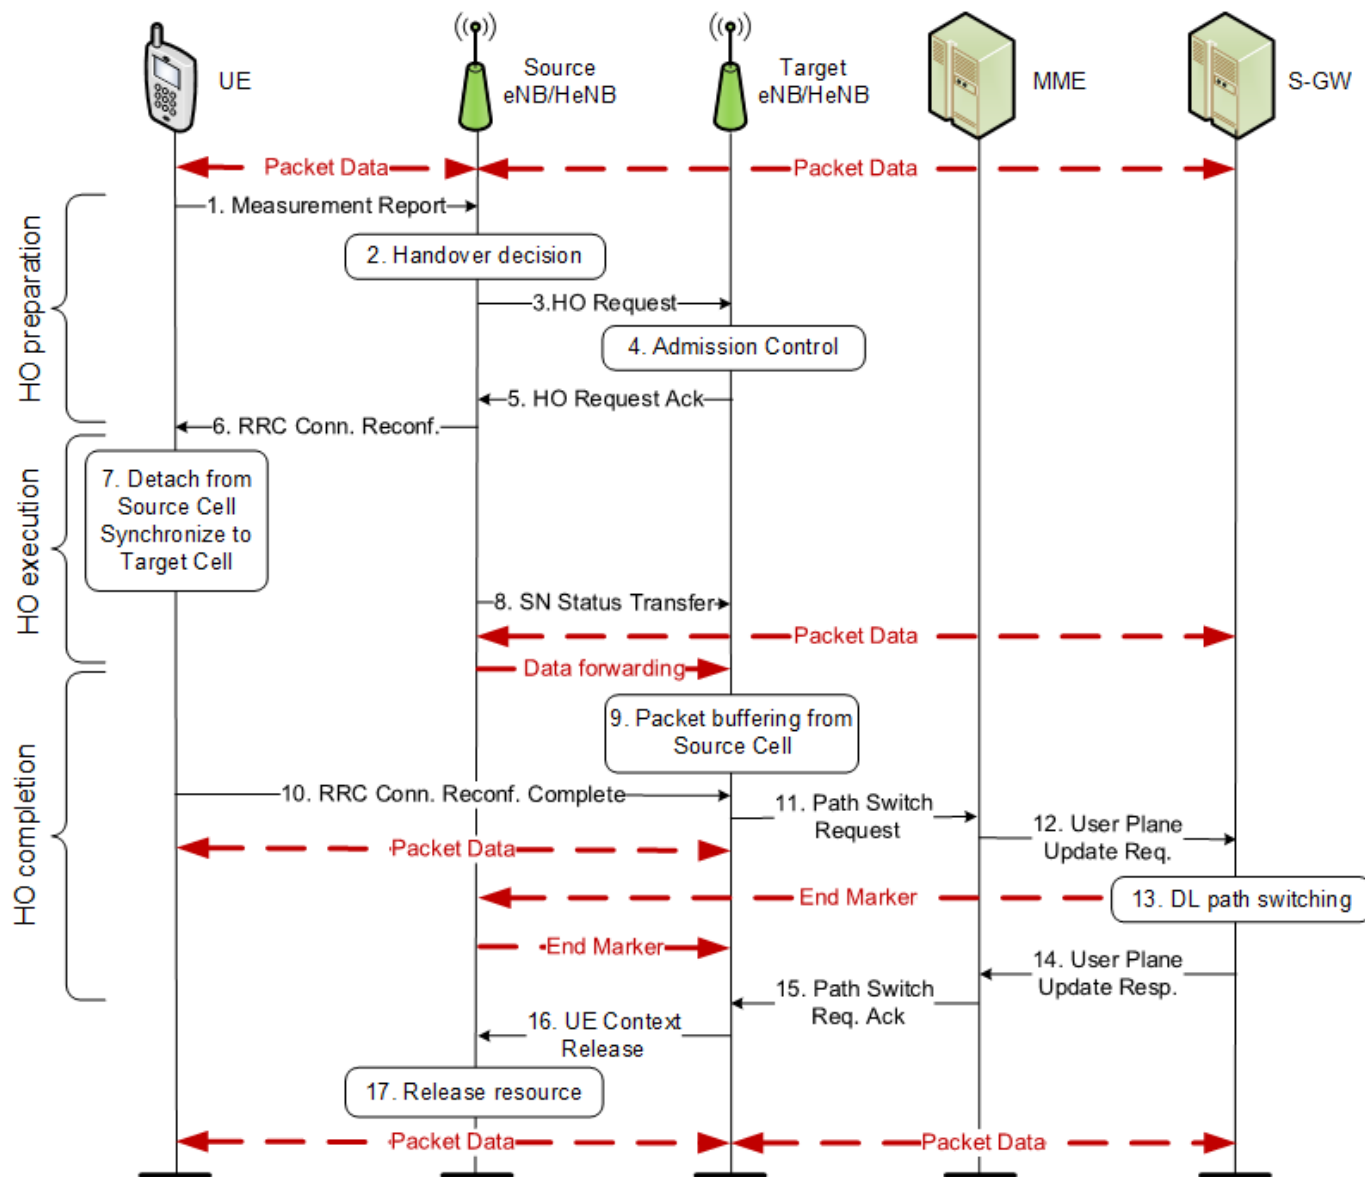 UE
Source
eNB/HeNB
Target
eNB/HeNB
MME
S-GW
Packet Data
Packet Data
HO preparation
1. Measurement Report
2. Handover decision
3.HO Request
4. Admission Control
5. HO Request Ack
6. RRC Conn. Reconf.
HO execution
7. Detach from
Source Cell
Synchronize to
Target Cell
8. SN Status Transfer
Packet Data
Data forwarding
HO completion
9. Packet buffering from
Source Cell
10. RRC Conn. Reconf. Complete
11. Path Switch
Request
12. User Plane
Update Req.
Packet Data
End Marker
13. DL path switching
End Marker
14. User Plane
Update Resp.
15. Path Switch
Req. Ack
16. UE Context
Release
17. Release resource
Packet Data
Packet Data